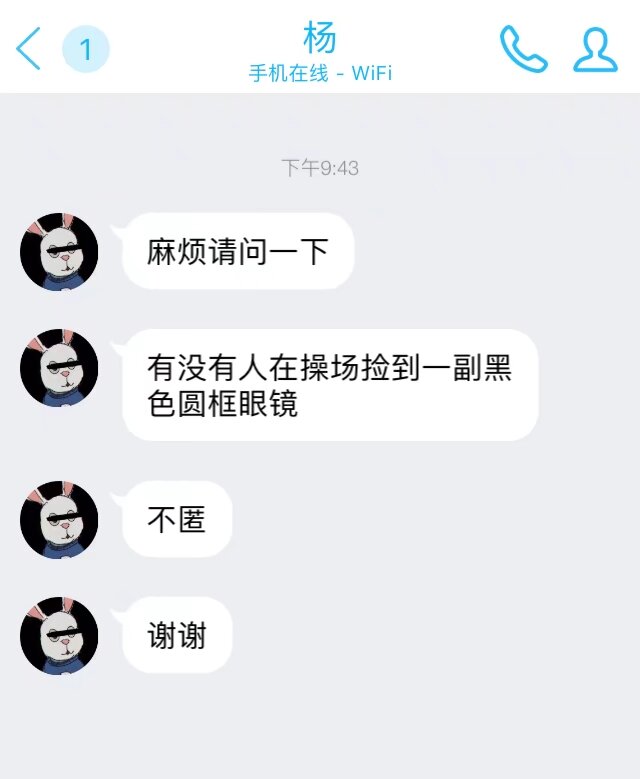 1
杨
手机在线 - WiFi
下午9:43
麻烦请问一下
有没有人在操场捡到一副黑
色圆框眼镜
不匿
谢谢